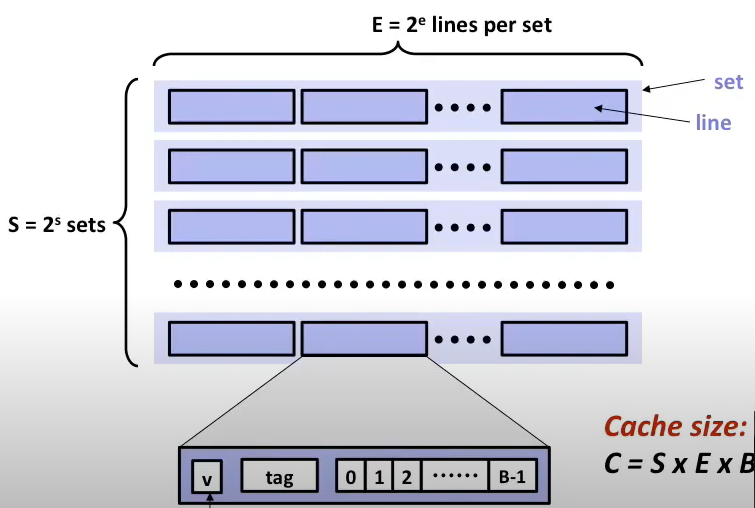 E = 2^e lines per set
set
line
S = 2^s sets
v
tag
0 1 2 ······ B-1
Cache size:
C = S x E x B